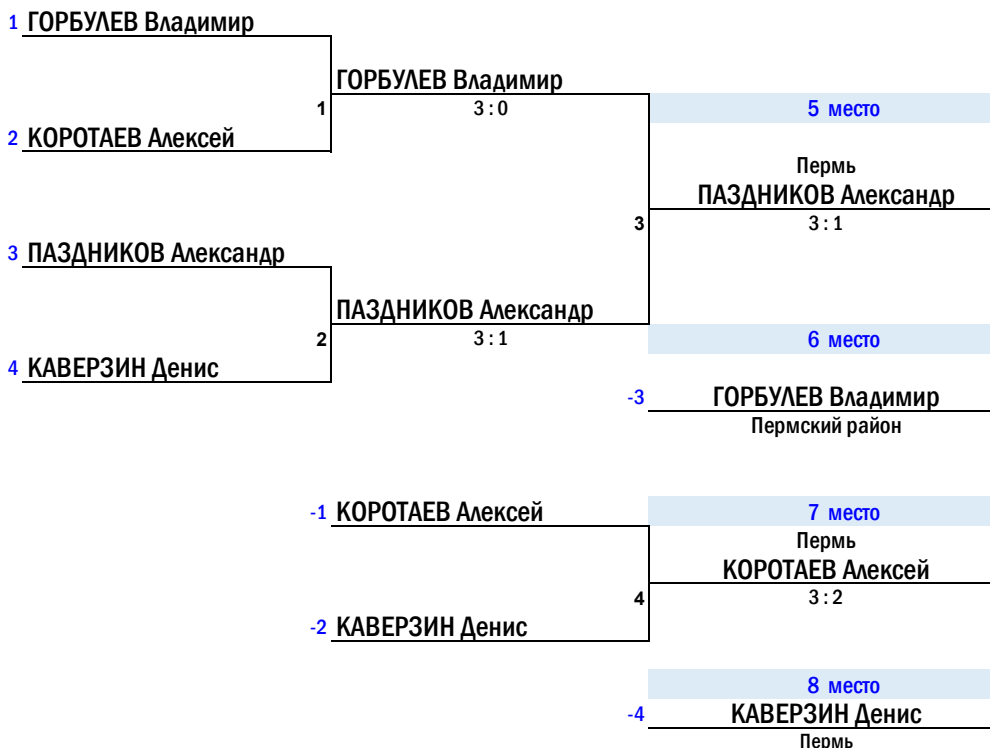 1 ГОРБУЛЕВ Владимир
ГОРБУЛЕВ Владимир
1 3 : 0 5 место
2 КОРОТАЕВ Алексей
Пермь
ПАЗДНИКОВ Александр
3 3 : 1
3 ПАЗДНИКОВ Александр
ПАЗДНИКОВ Александр
2 3 : 1 6 место
4 КАВЕРЗИН Денис
-3 ГОРБУЛЕВ Владимир
Пермский район
-1 КОРОТАЕВ Алексей 7 место
Пермь
КОРОТАЕВ Алексей
4 3 : 2
-2 КАВЕРЗИН Денис
8 место
-4 КАВЕРЗИН Денис
Пермь